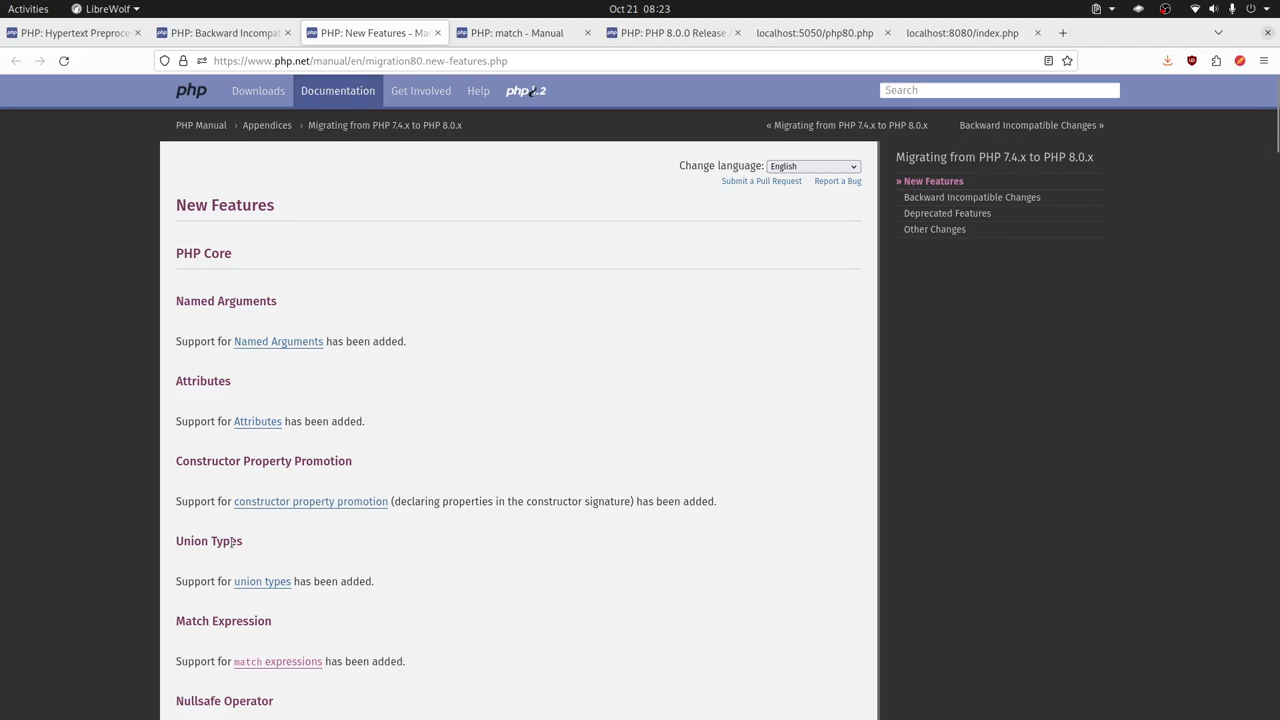 Activities LibreWolf Oct 21 08:23
PHP: Hypertext Preproce PHP: Backward Incompat PHP: New Features - Ma PHP: match - Manual PHP: PHP 8.0.0 Release A localhost:5050/php80.php localhost:8080/index.php
https://www.php.net/manual/en/migration80.new-features.php
php Downloads Documentation Get Involved Help Search
PHP Manual › Appendices › Migrating from PHP 7.4.x to PHP 8.0.x « Migrating from PHP 7.4.x to PHP 8.0.x Backward Incompatible Changes »
Change language: English
Submit a Pull Request Report a Bug
New Features
PHP Core
Named Arguments
Support for Named Arguments has been added.
Attributes
Support for Attributes has been added.
Constructor Property Promotion
Support for constructor property promotion (declaring properties in the constructor signature) has been added.
Union Types
Support for union types has been added.
Match Expression
Support for match expressions has been added.
Nullsafe Operator
Migrating from PHP 7.4.x to PHP 8.0.x
» New Features
Backward Incompatible Changes
Deprecated Features
Other Changes